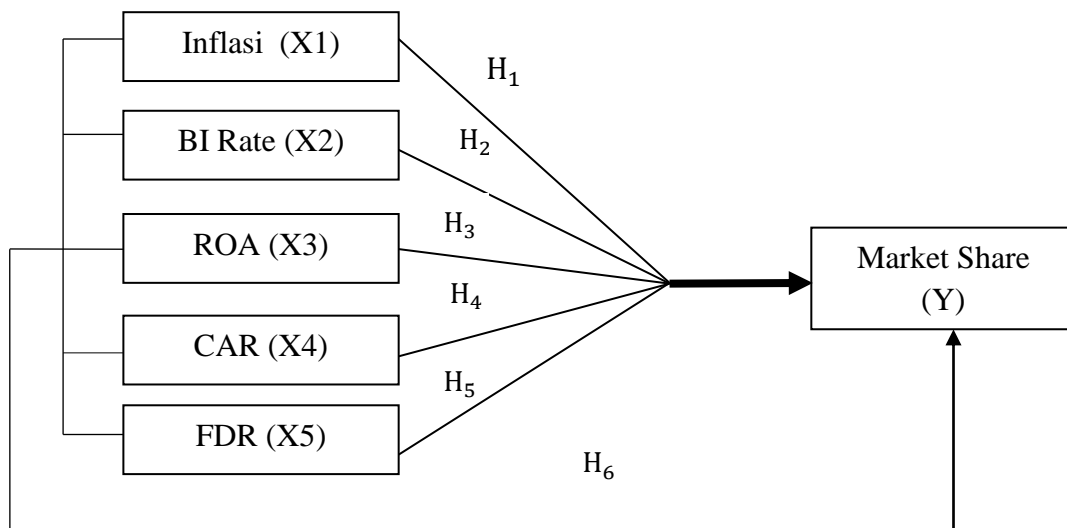 Inflasi (X1)
H₁
BI Rate (X2)
H₂
ROA (X3)
H₃
Market Share
(Y)
H₄
CAR (X4)
H₅
FDR (X5)
H₆